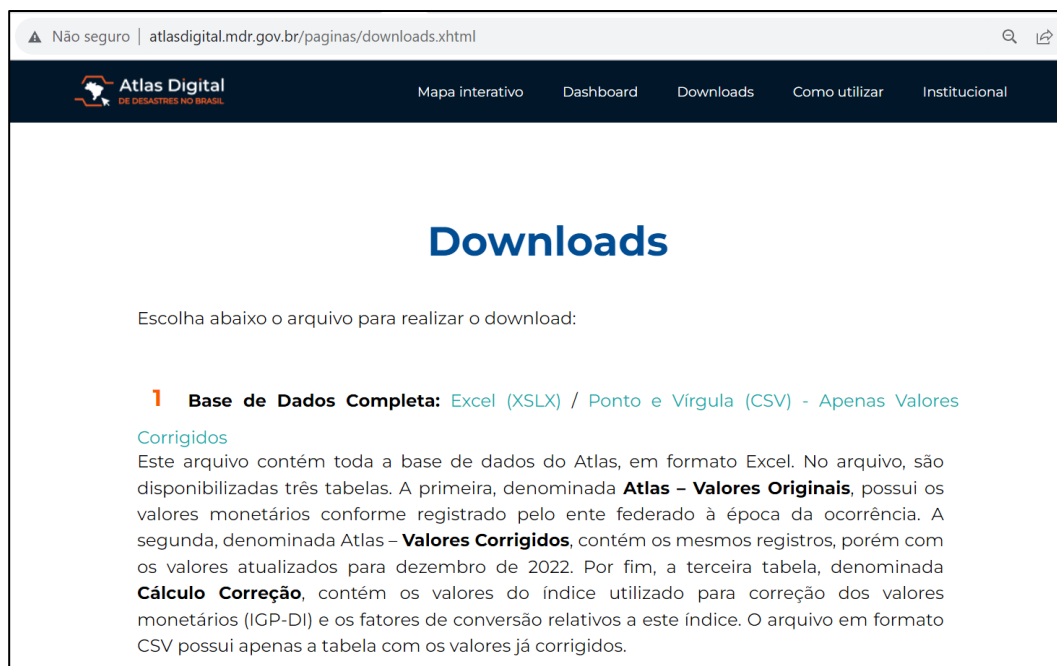 Não seguro | atlasdigital.mdr.gov.br/paginas/downloads.xhtml
Atlas Digital
DE DESASTRES NO BRASIL
Mapa interativo Dashboard Downloads Como utilizar Institucional
Downloads
Escolha abaixo o arquivo para realizar o download:
1 Base de Dados Completa: Excel (XSLX) / Ponto e Vírgula (CSV) - Apenas Valores
Corrigidos
Este arquivo contém toda a base de dados do Atlas, em formato Excel. No arquivo, são
disponibilizadas três tabelas. A primeira, denominada Atlas – Valores Originais, possui os
valores monetários conforme registrado pelo ente federado à época da ocorrência. A
segunda, denominada Atlas – Valores Corrigidos, contém os mesmos registros, porém com
os valores atualizados para dezembro de 2022. Por fim, a terceira tabela, denominada
Cálculo Correção, contém os valores do índice utilizado para correção dos valores
monetários (IGP-DI) e os fatores de conversão relativos a este índice. O arquivo em formato
CSV possui apenas a tabela com os valores já corrigidos.